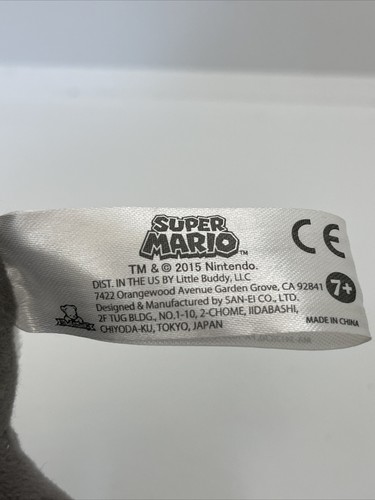 SUPER
MARIO™
TM & © 2015 Nintendo.
DIST. IN THE US BY Little Buddy, LLC
7422 Orangewood Avenue Garden Grove, CA 92841
Designed & Manufactured by SAN-EI CO., LTD.
2F TUG BLDG., NO.1-10, 2-CHOME, IIDABASHI,
CHIYODA-KU, TOKYO, JAPAN
CE
7+
MADE IN CHINA